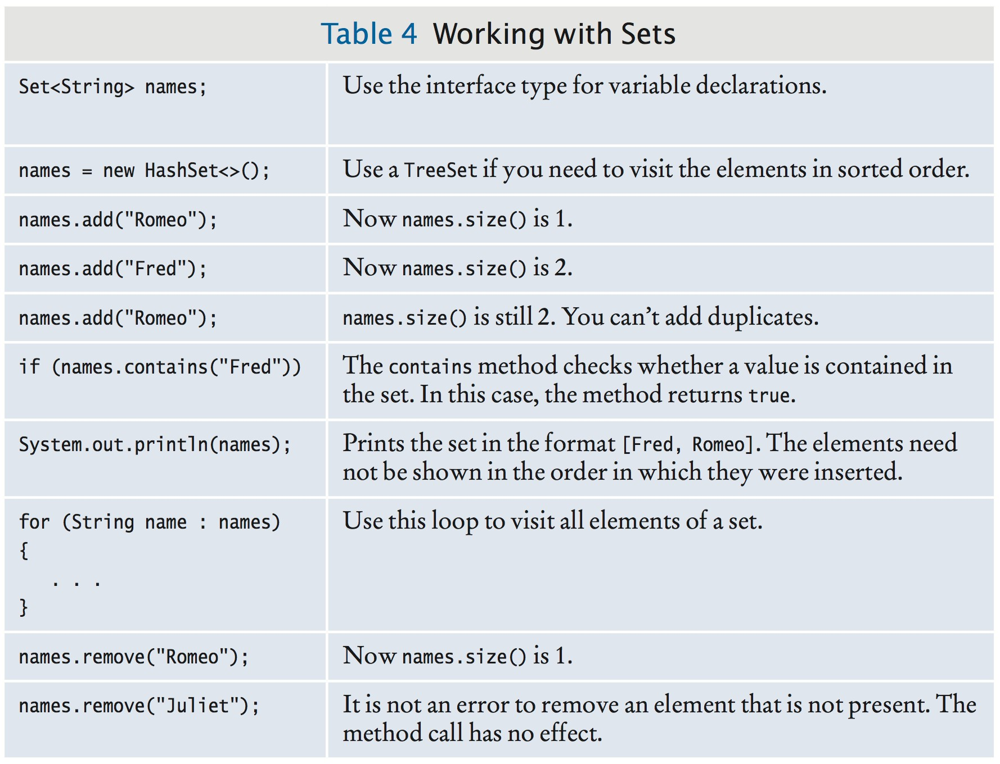 Table 4 Working with Sets
Set<String> names;
Use the interface type for variable declarations.
names = new HashSet<>();
Use a TreeSet if you need to visit the elements in sorted order.
names.add("Romeo");
Now names.size() is 1.
names.add("Fred");
Now names.size() is 2.
names.add("Romeo");
names.size() is still 2. You can’t add duplicates.
if (names.contains("Fred"))
The contains method checks whether a value is contained in
the set. In this case, the method returns true.
System.out.println(names);
Prints the set in the format [Fred, Romeo]. The elements need
not be shown in the order in which they were inserted.
for (String name : names)
{
. . .
}
Use this loop to visit all elements of a set.
names.remove("Romeo");
Now names.size() is 1.
names.remove("Juliet");
It is not an error to remove an element that is not present. The
method call has no effect.